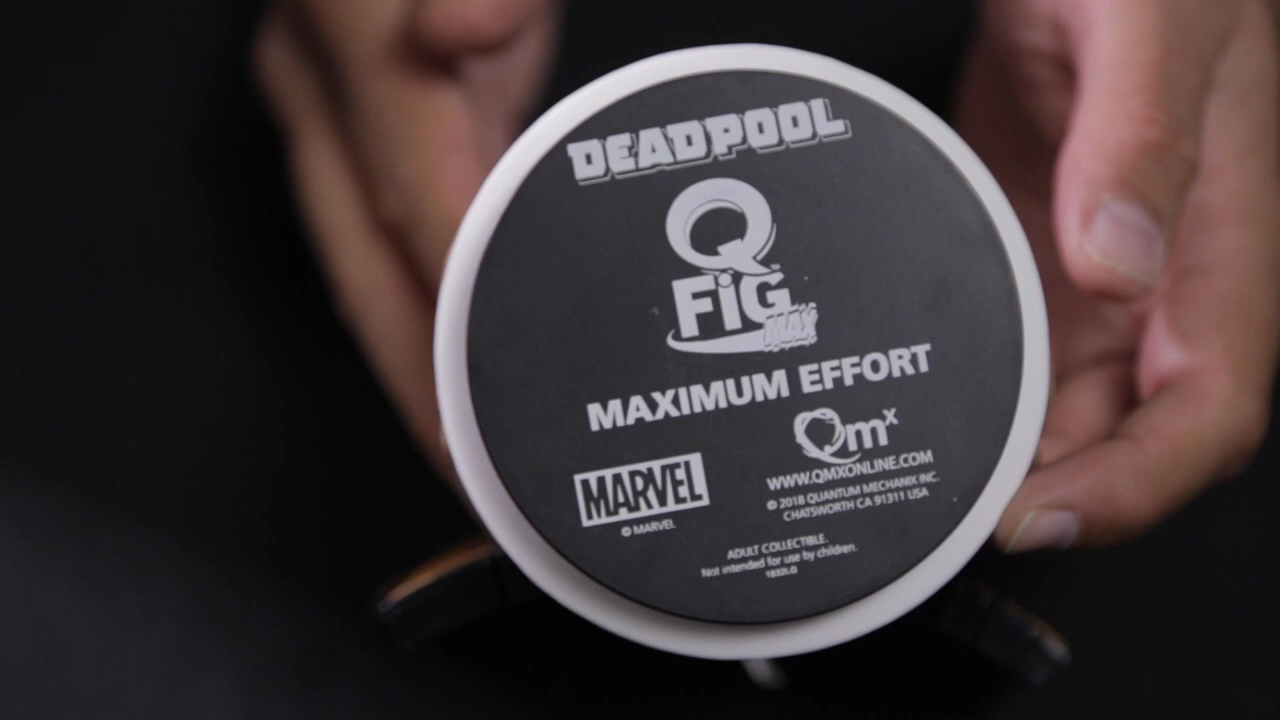 DEADPOOL
Q
FiG
MAX
MAXIMUM EFFORT
Qmx
WWW.QMXONLINE.COM
© 2018 QUANTUM MECHANIX INC.
CHATSWORTH CA 91311 USA
MARVEL
© MARVEL
ADULT COLLECTIBLE.
Not intended for use by children.